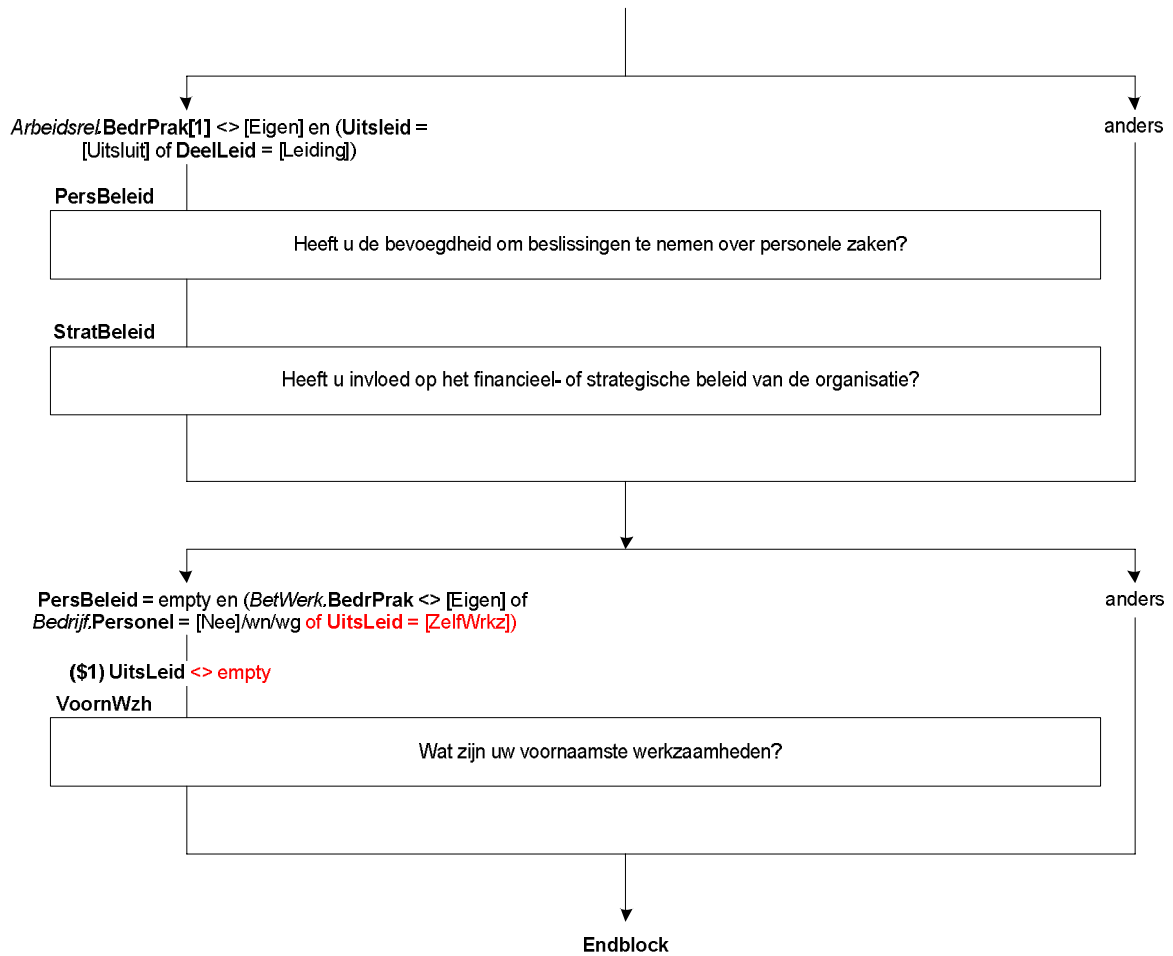 Arbeidsrel.BedrPrak[1] <> [Eigen] en (Uitsleid =
[Uitsluit] of DeelLeid = [Leiding])
anders
PersBeleid
Heeft u de bevoegdheid om beslissingen te nemen over personele zaken?
StratBeleid
Heeft u invloed op het financieel- of strategische beleid van de organisatie?
PersBeleid = empty en (BetWerk.BedrPrak <> [Eigen] of
Bedrijf.Personel = [Nee]/wn/wg of UitsLeid = [ZelfWrkz])
anders
($1) UitsLeid <> empty
VoornWzh
Wat zijn uw voornaamste werkzaamheden?
Endblock